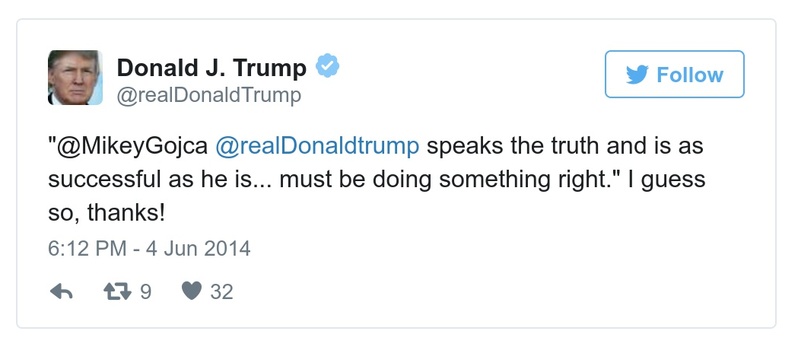 Donald J. Trump
@realDonaldTrump
Follow
"@MikeyGojca @realDonaldtrump speaks the truth and is as
successful as he is... must be doing something right." I guess
so, thanks!
6:12 PM - 4 Jun 2014
9 32